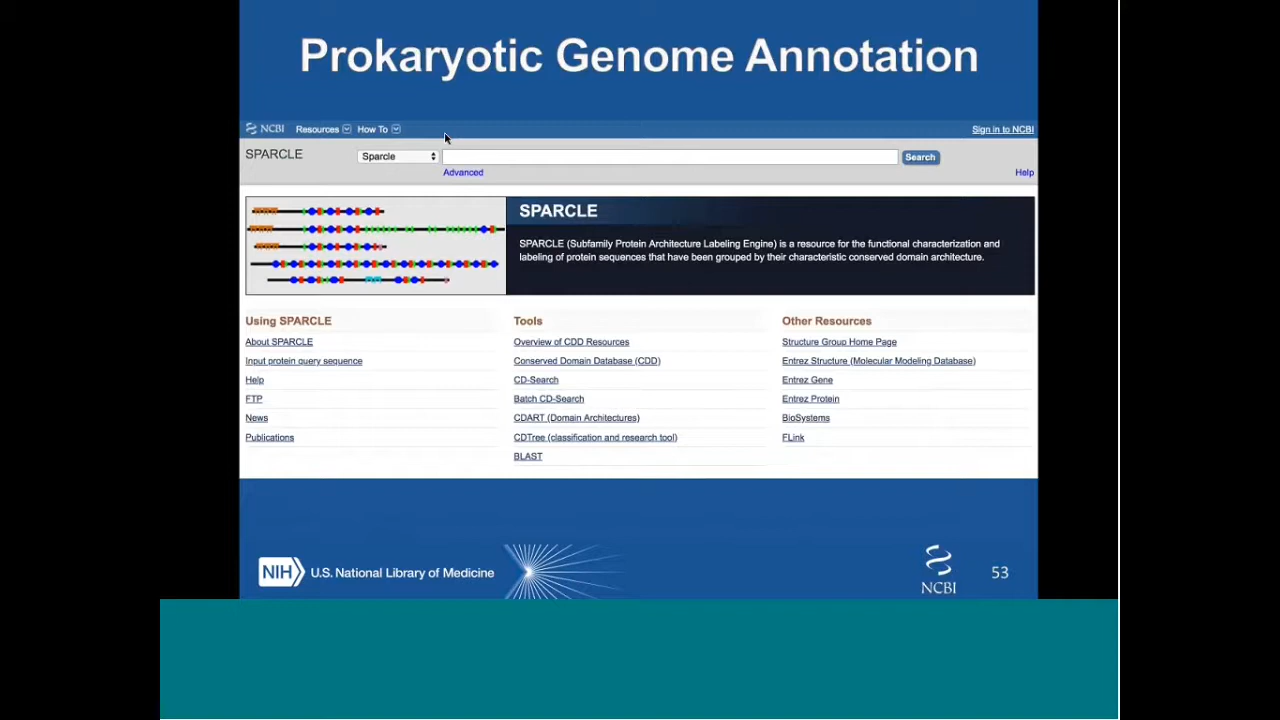 Prokaryotic Genome Annotation
NCBI Resources How To Sign in to NCBI
SPARCLE Sparcle Search
Advanced Help
SPARCLE
SPARCLE (Subfamily Protein Architecture Labeling Engine) is a resource for the functional characterization and
labeling of protein sequences that have been grouped by their characteristic conserved domain architecture.
Using SPARCLE
About SPARCLE
Input protein query sequence
Help
FTP
News
Publications
Tools
Overview of CDD Resources
Conserved Domain Database (CDD)
CD-Search
Batch CD-Search
CDART (Domain Architectures)
CDTree (classification and research tool)
BLAST
Other Resources
Structure Group Home Page
Entrez Structure (Molecular Modeling Database)
Entrez Gene
Entrez Protein
BioSystems
FLink
NIH U.S. National Library of Medicine
NCBI
53